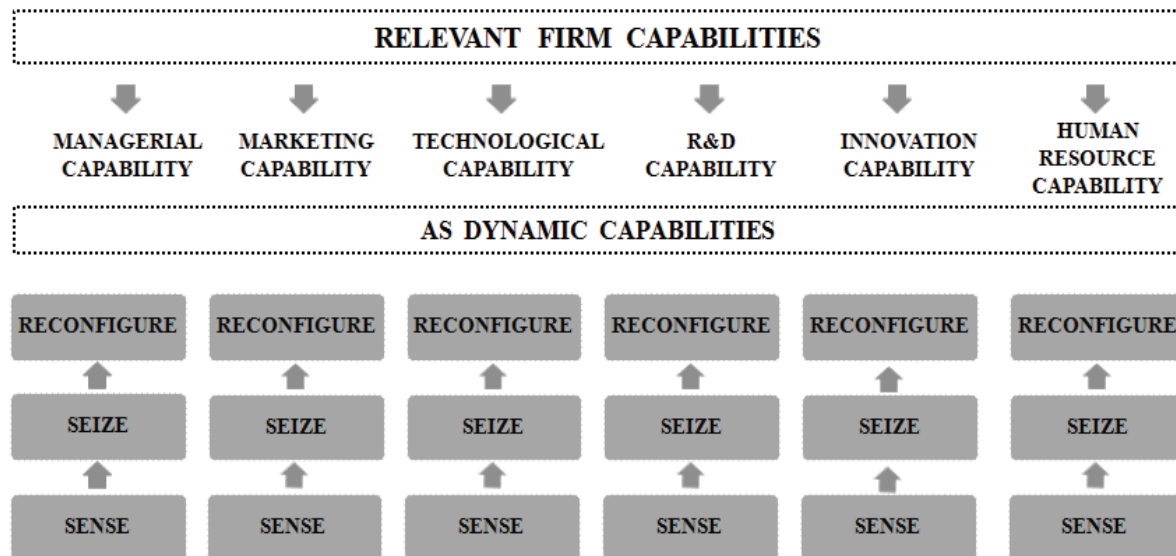 RELEVANT FIRM CAPABILITIES
MANAGERIAL
CAPABILITY
MARKETING
CAPABILITY
TECHNOLOGICAL
CAPABILITY
R&D
CAPABILITY
INNOVATION
CAPABILITY
HUMAN
RESOURCE
CAPABILITY
AS DYNAMIC CAPABILITIES
RECONFIGURE
RECONFIGURE
RECONFIGURE
RECONFIGURE
RECONFIGURE
RECONFIGURE
SEIZE
SEIZE
SEIZE
SEIZE
SEIZE
SEIZE
SENSE
SENSE
SENSE
SENSE
SENSE
SENSE